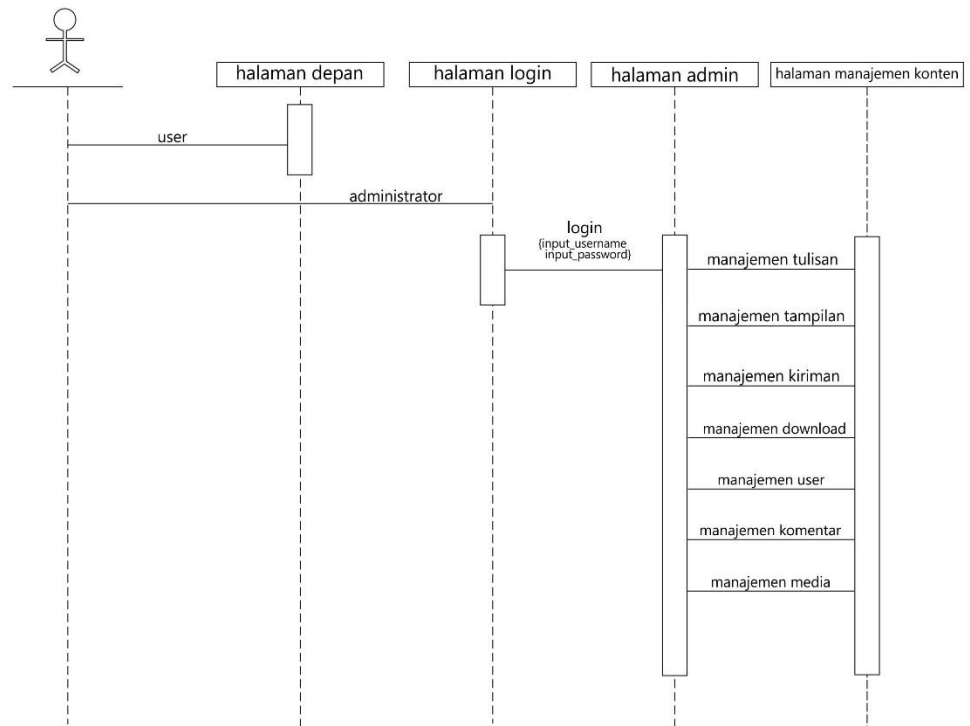 halaman depan
halaman login
halaman admin
halaman manajemen konten
user
administrator
login
{input_username
input_password}
manajemen tulisan
manajemen tampilan
manajemen kiriman
manajemen download
manajemen user
manajemen komentar
manajemen media